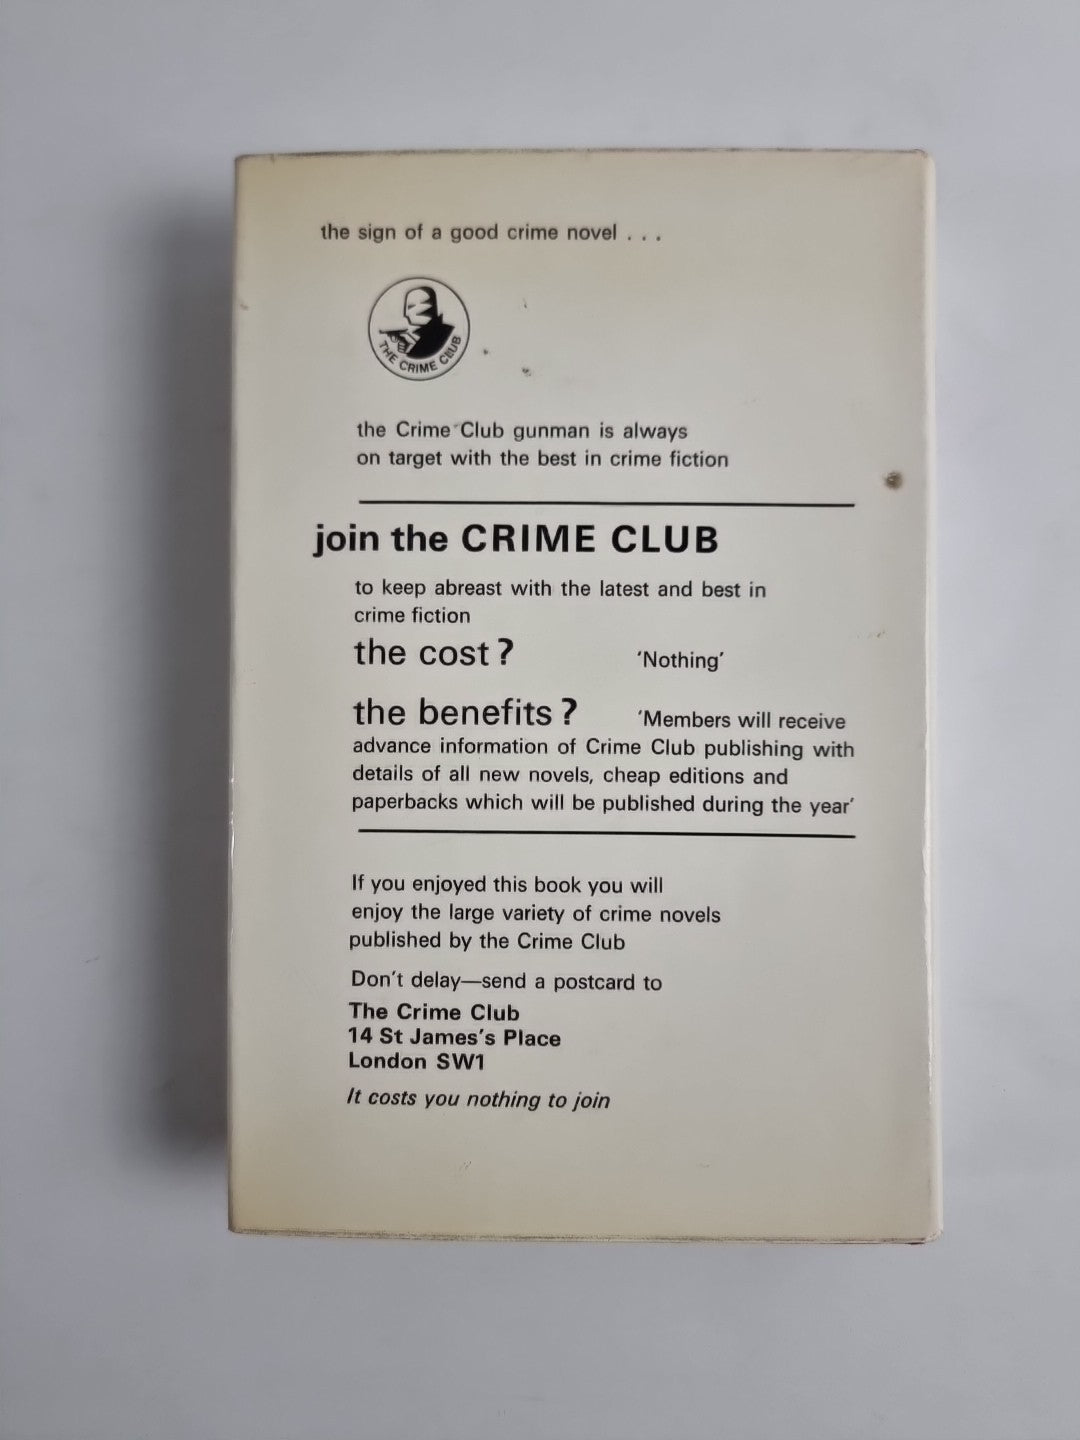 the sign of a good crime novel . . .
THE CRIME CLUB
the Crime Club gunman is always
on target with the best in crime fiction
join the CRIME CLUB
to keep abreast with the latest and best in
crime fiction
the cost? 'Nothing'
the benefits? 'Members will receive
advance information of Crime Club publishing with
details of all new novels, cheap editions and
paperbacks which will be published during the year'
If you enjoyed this book you will
enjoy the large variety of crime novels
published by the Crime Club
Don't delay—send a postcard to
The Crime Club
14 St James's Place
London SW1
It costs you nothing to join